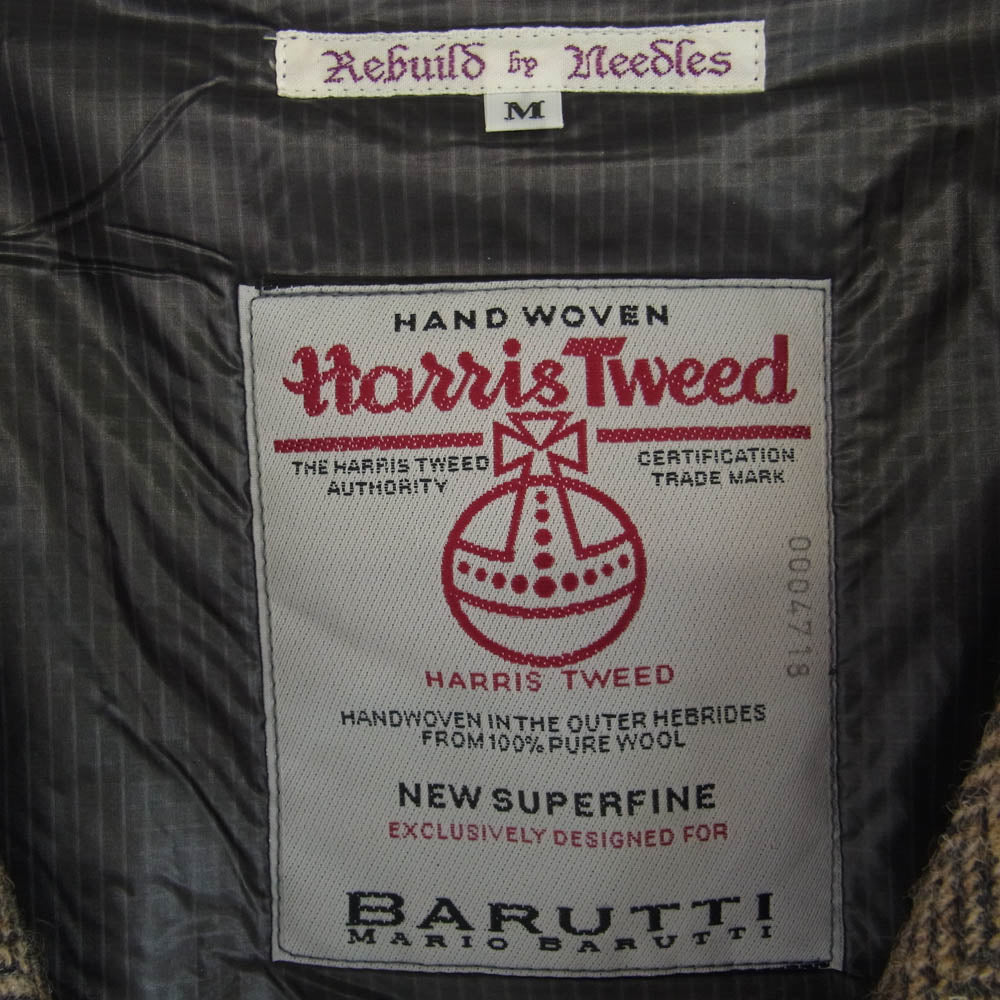 Rebuild by Needles
M
HAND WOVEN
Harris Tweed
THE HARRIS TWEED
AUTHORITY
CERTIFICATION
TRADE MARK
0004718
HARRIS TWEED
HANDWOVEN IN THE OUTER HEBRIDES
FROM 100% PURE WOOL
NEW SUPERFINE
EXCLUSIVELY DESIGNED FOR
BARUTTI
MARIO BARUTTI